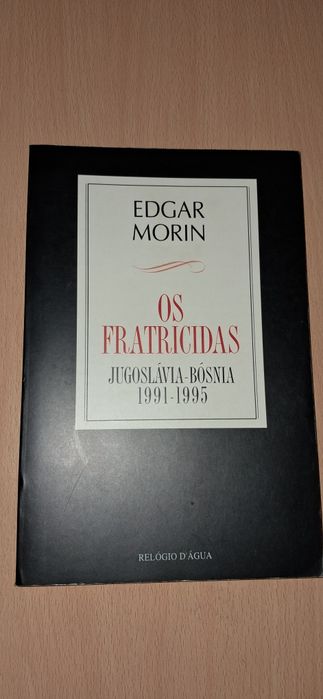 EDGAR
MORIN
OS
FRATRICIDAS
JUGOSLÁVIA-BÓSNIA
1991-1995
RELÓGIO D'ÁGUA